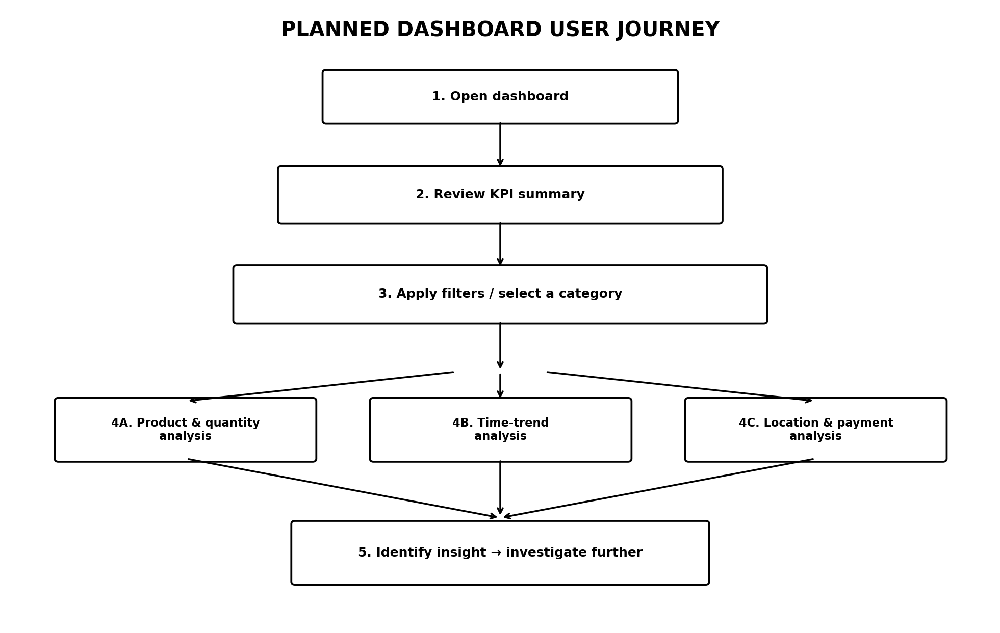 PLANNED DASHBOARD USER JOURNEY
1. Open dashboard
2. Review KPI summary
3. Apply filters / select a category
4A. Product & quantity
analysis
4B. Time-trend
analysis
4C. Location & payment
analysis
5. Identify insight → investigate further